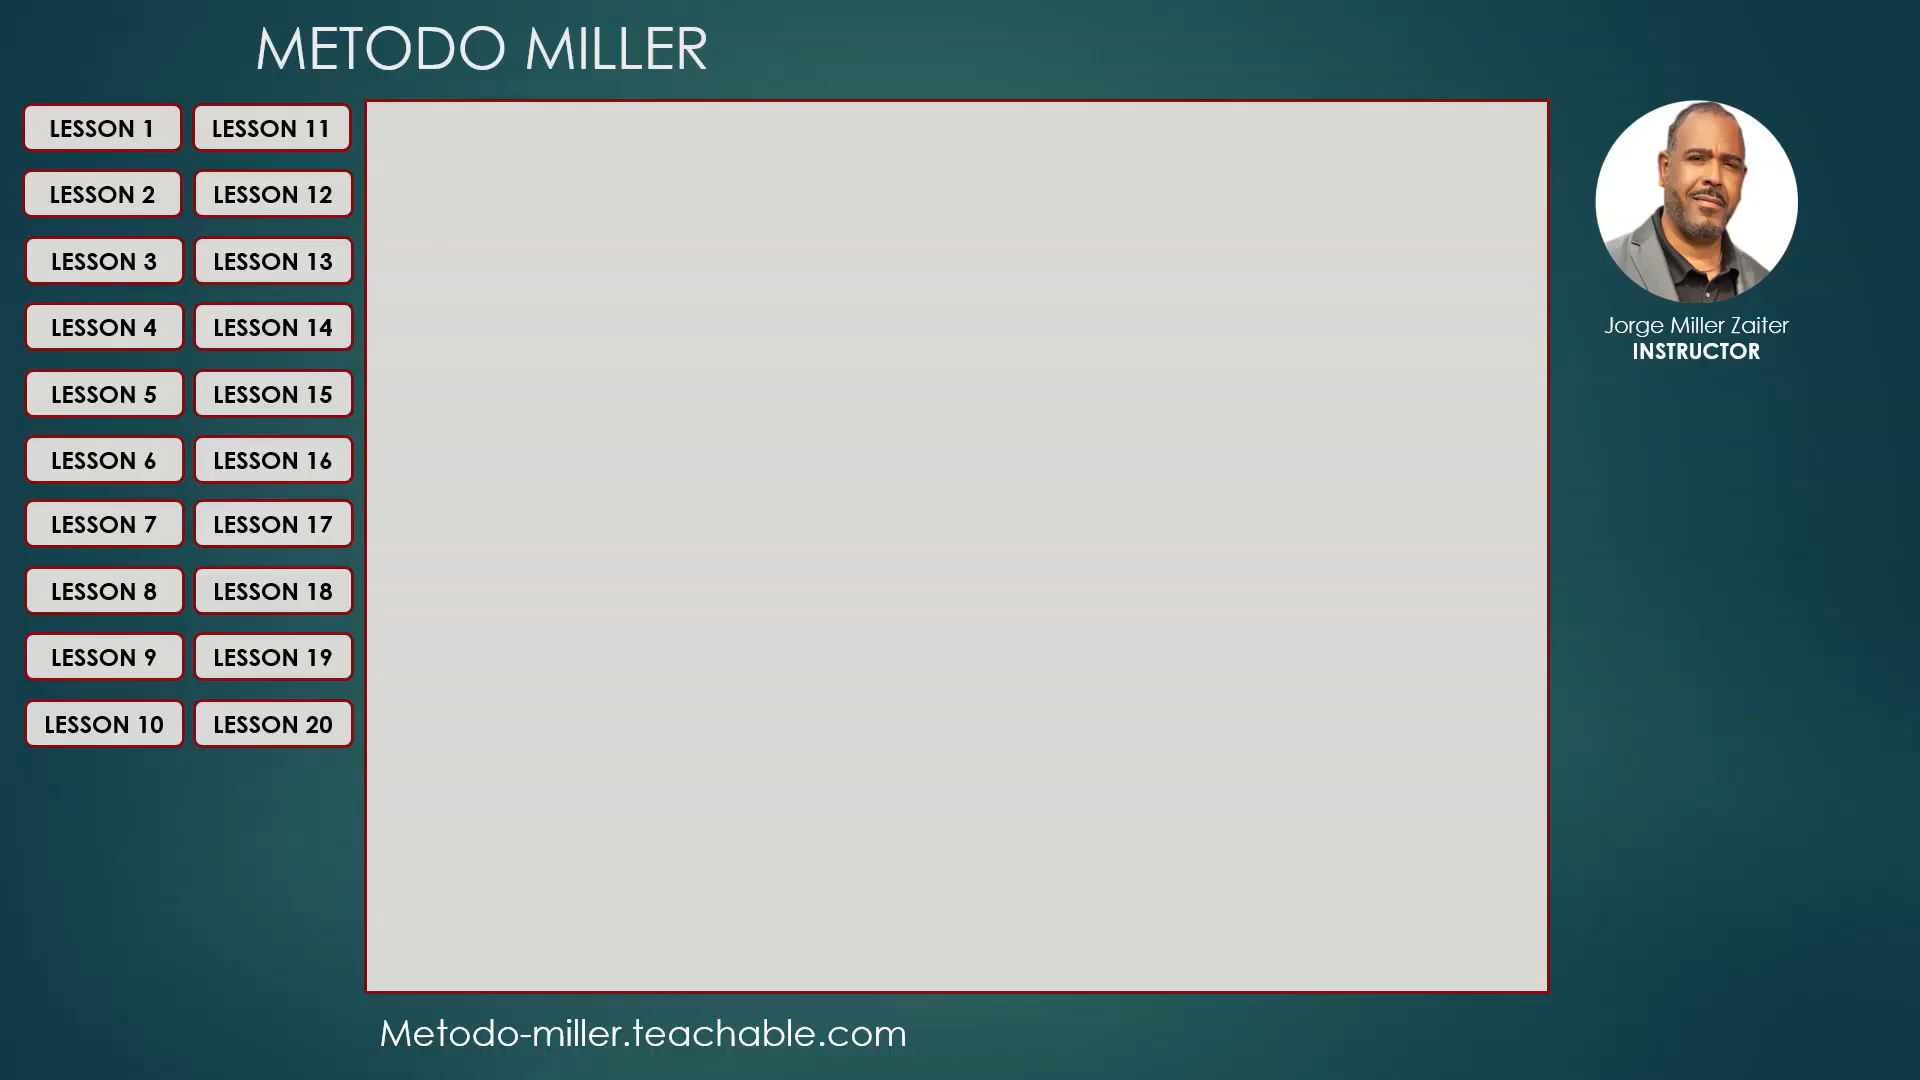 METODO MILLER
LESSON 1
LESSON 11
LESSON 2
LESSON 12
LESSON 3
LESSON 13
LESSON 4
LESSON 14
LESSON 5
LESSON 15
LESSON 6
LESSON 16
LESSON 7
LESSON 17
LESSON 8
LESSON 18
LESSON 9
LESSON 19
LESSON 10
LESSON 20
Jorge Miller Zaiter
INSTRUCTOR
Metodo-miller.teachable.com